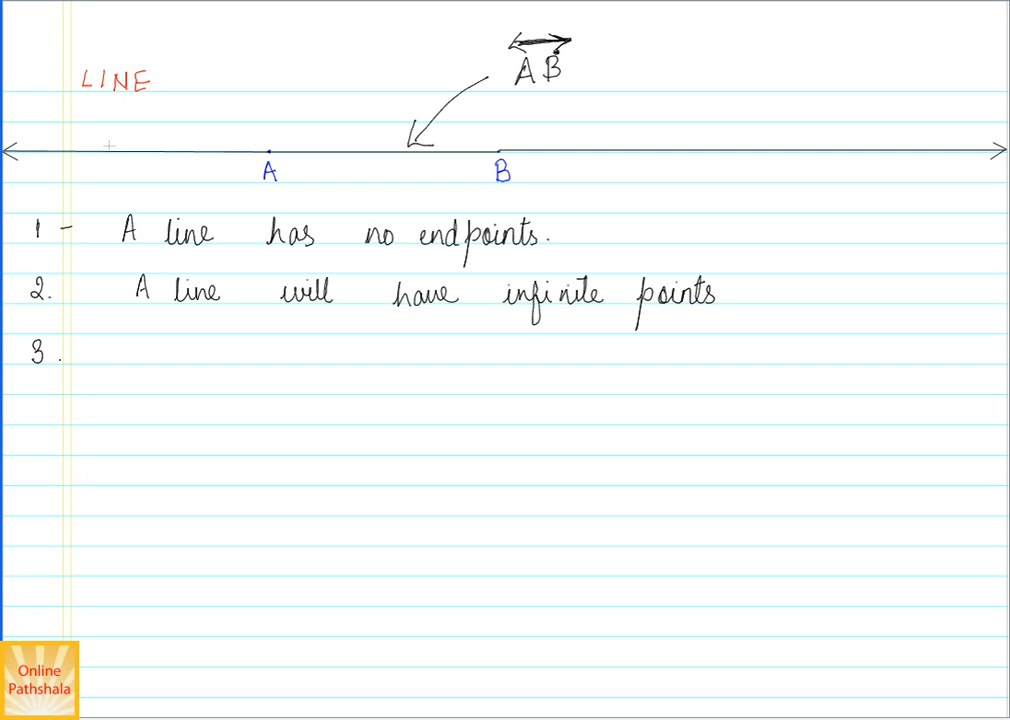 LINE
AB
A B
1 - A line has no endpoints.
2. A line will have infinite points
3.
Online
Pathshala